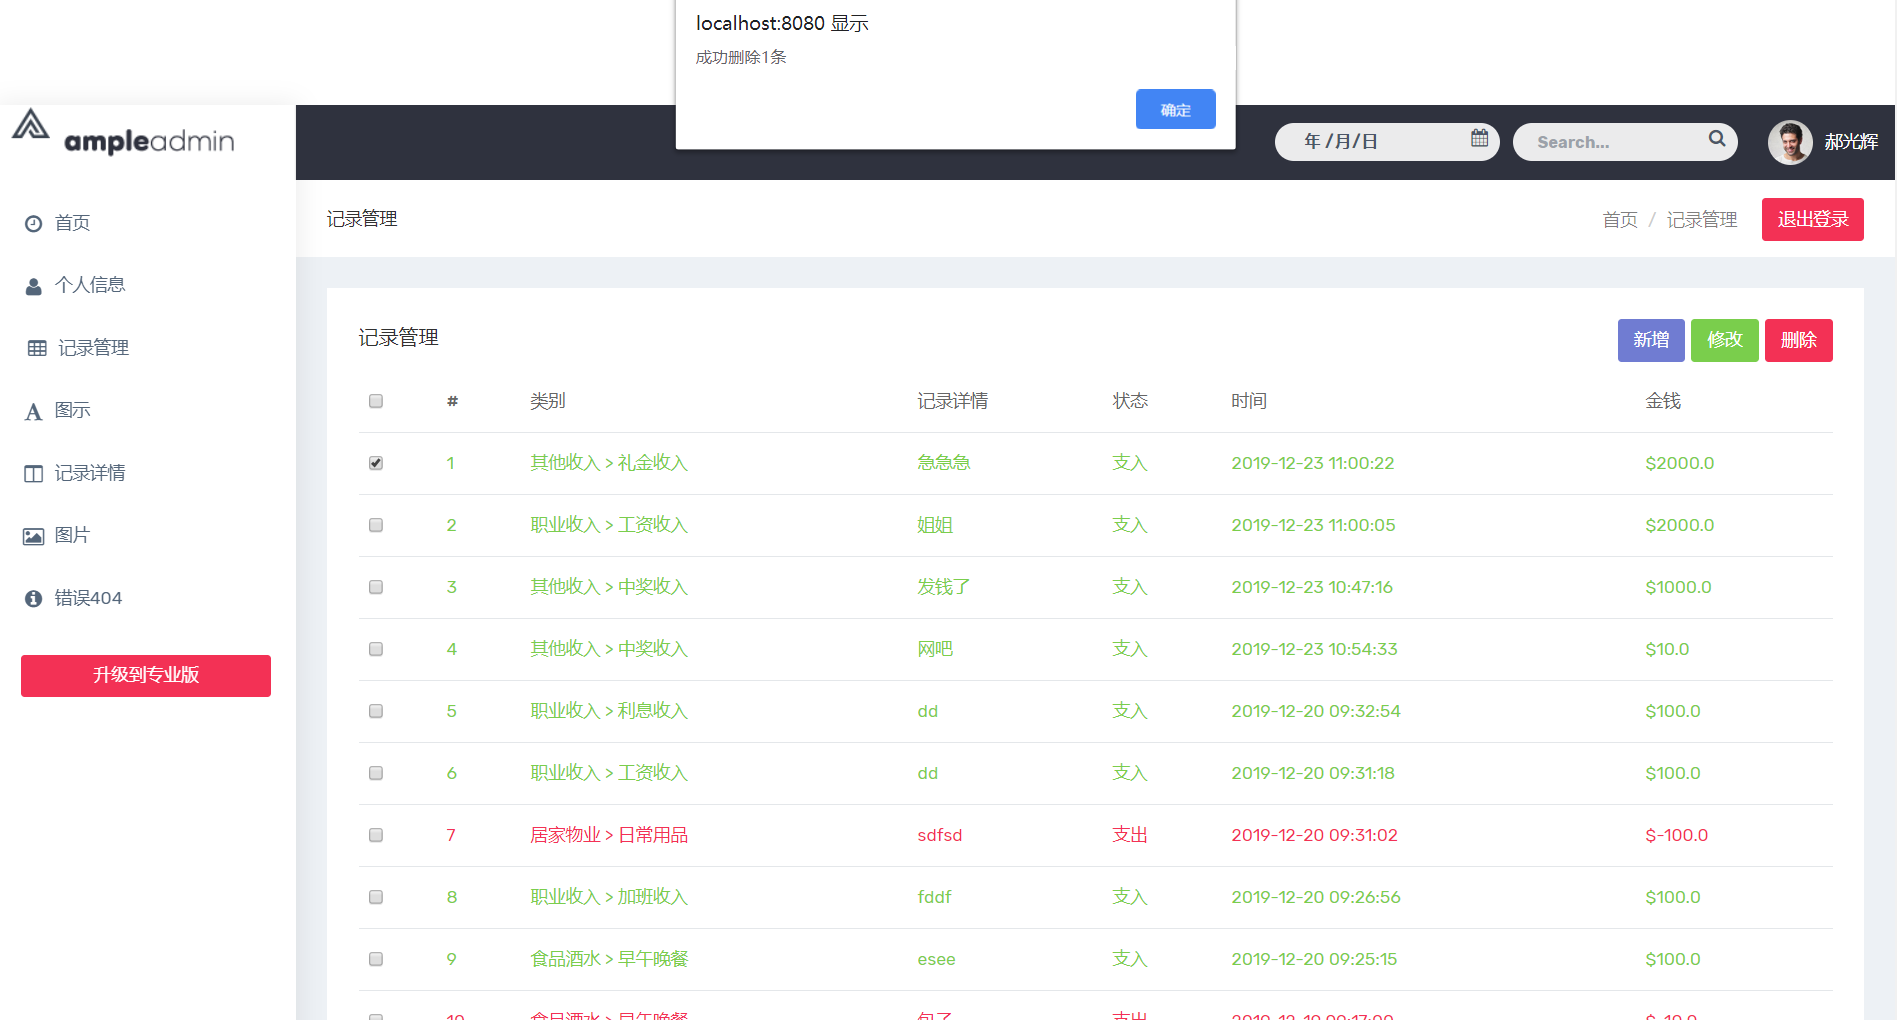 localhost:8080 显示
成功删除1条
确定
ampleadmin
年 /月/日
Search...
郝光辉
首页
个人信息
记录管理
图示
记录详情
图片
错误404
升级到专业版
记录管理
首页 / 记录管理
退出登录
记录管理
新增 修改 删除
# 类别 记录详情 状态 时间 金钱
1 其他收入 > 礼金收入 急急急 支入 2019-12-23 11:00:22 $2000.0
2 职业收入 > 工资收入 姐姐 支入 2019-12-23 11:00:05 $2000.0
3 其他收入 > 中奖收入 发钱了 支入 2019-12-23 10:47:16 $1000.0
4 其他收入 > 中奖收入 网吧 支入 2019-12-23 10:54:33 $10.0
5 职业收入 > 利息收入 dd 支入 2019-12-20 09:32:54 $100.0
6 职业收入 > 工资收入 dd 支入 2019-12-20 09:31:18 $100.0
7 居家物业 > 日常用品 sdfsd 支出 2019-12-20 09:31:02 $-100.0
8 职业收入 > 加班收入 fddf 支入 2019-12-20 09:26:56 $100.0
9 食品酒水 > 早午晚餐 esee 支入 2019-12-20 09:25:15 $100.0
10 食品酒水 > 早午晚餐 支出